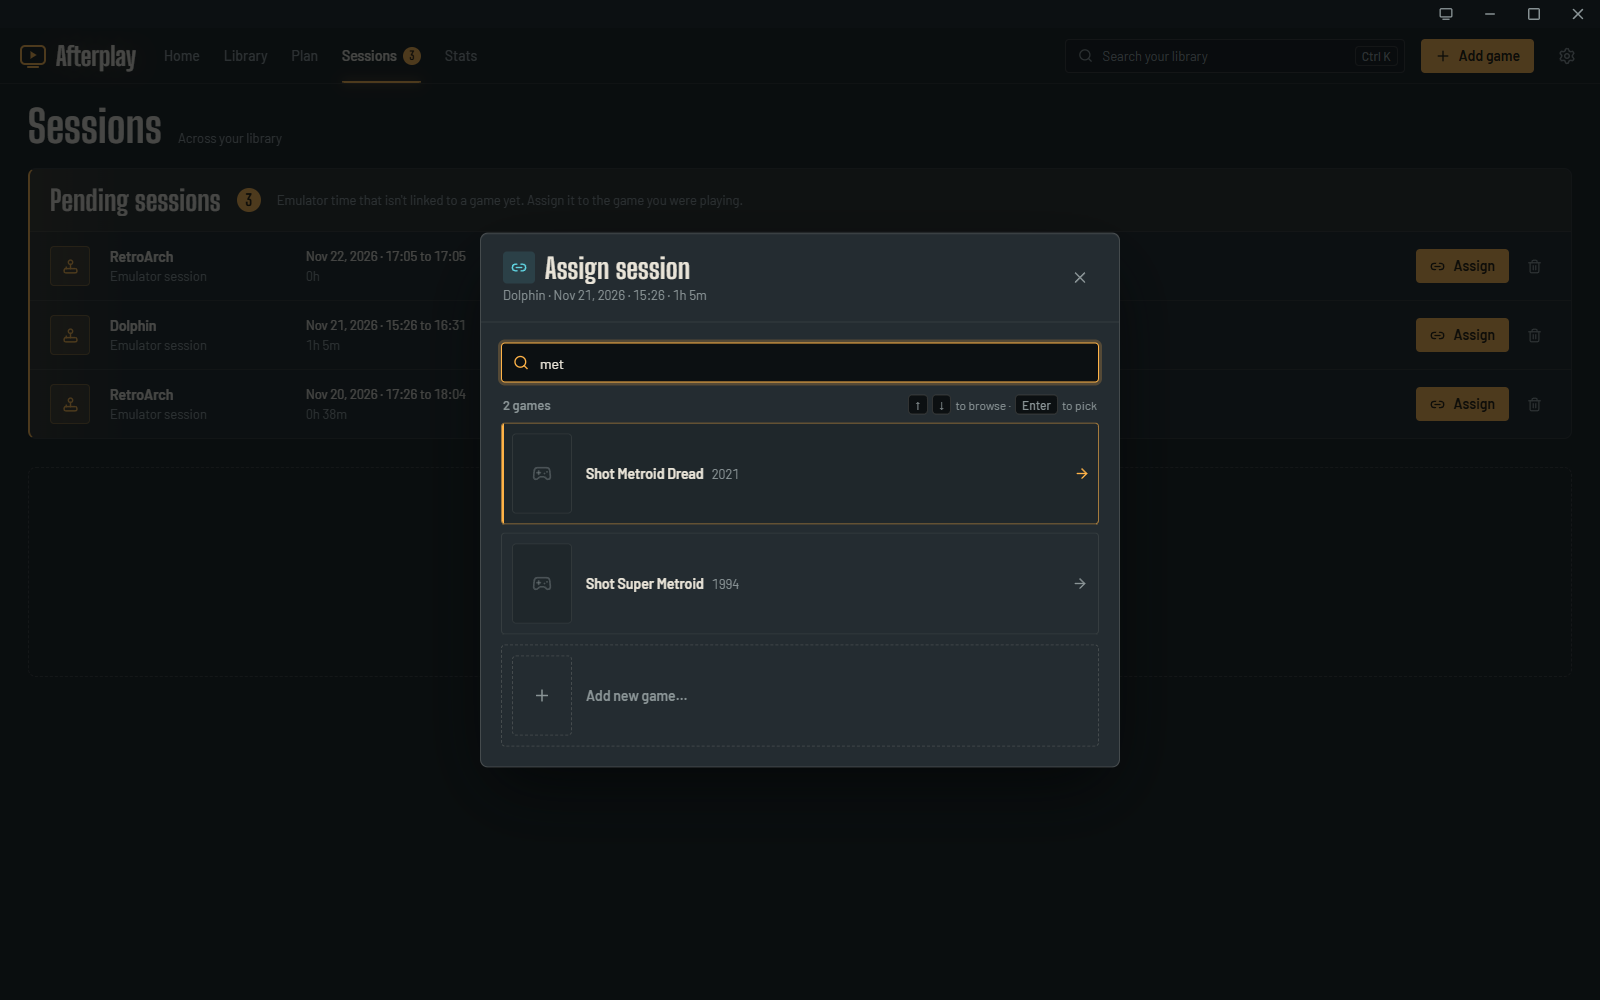 Afterplay
Home Library Plan Sessions 3 Stats
Search your library Ctrl K
Add game
Sessions Across your library
Pending sessions 3 Emulator time that isn't linked to a game yet. Assign it to the game you were playing.
RetroArch Nov 22, 2026 · 17:05 to 17:05
Emulator session 0h
Assign
Dolphin Nov 21, 2026 · 15:26 to 16:31
Emulator session 1h 5m
Assign
RetroArch Nov 20, 2026 · 17:26 to 18:04
Emulator session 0h 38m
Assign
Assign session
Dolphin · Nov 21, 2026 · 15:26 · 1h 5m
met
2 games ↑ ↓ to browse · Enter to pick
Shot Metroid Dread 2021
Shot Super Metroid 1994
Add new game...